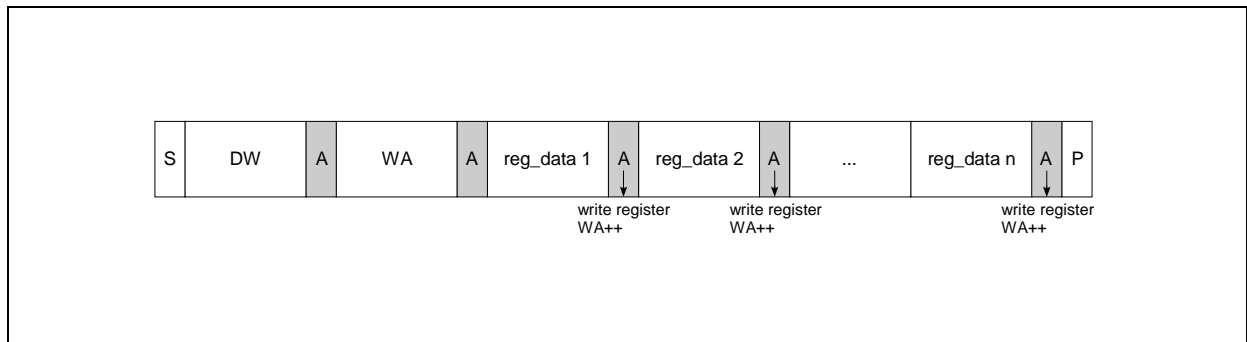 S DW A WA A reg_data 1 A reg_data 2 A ... reg_data n A P
write register write register write register
WA++ WA++ WA++